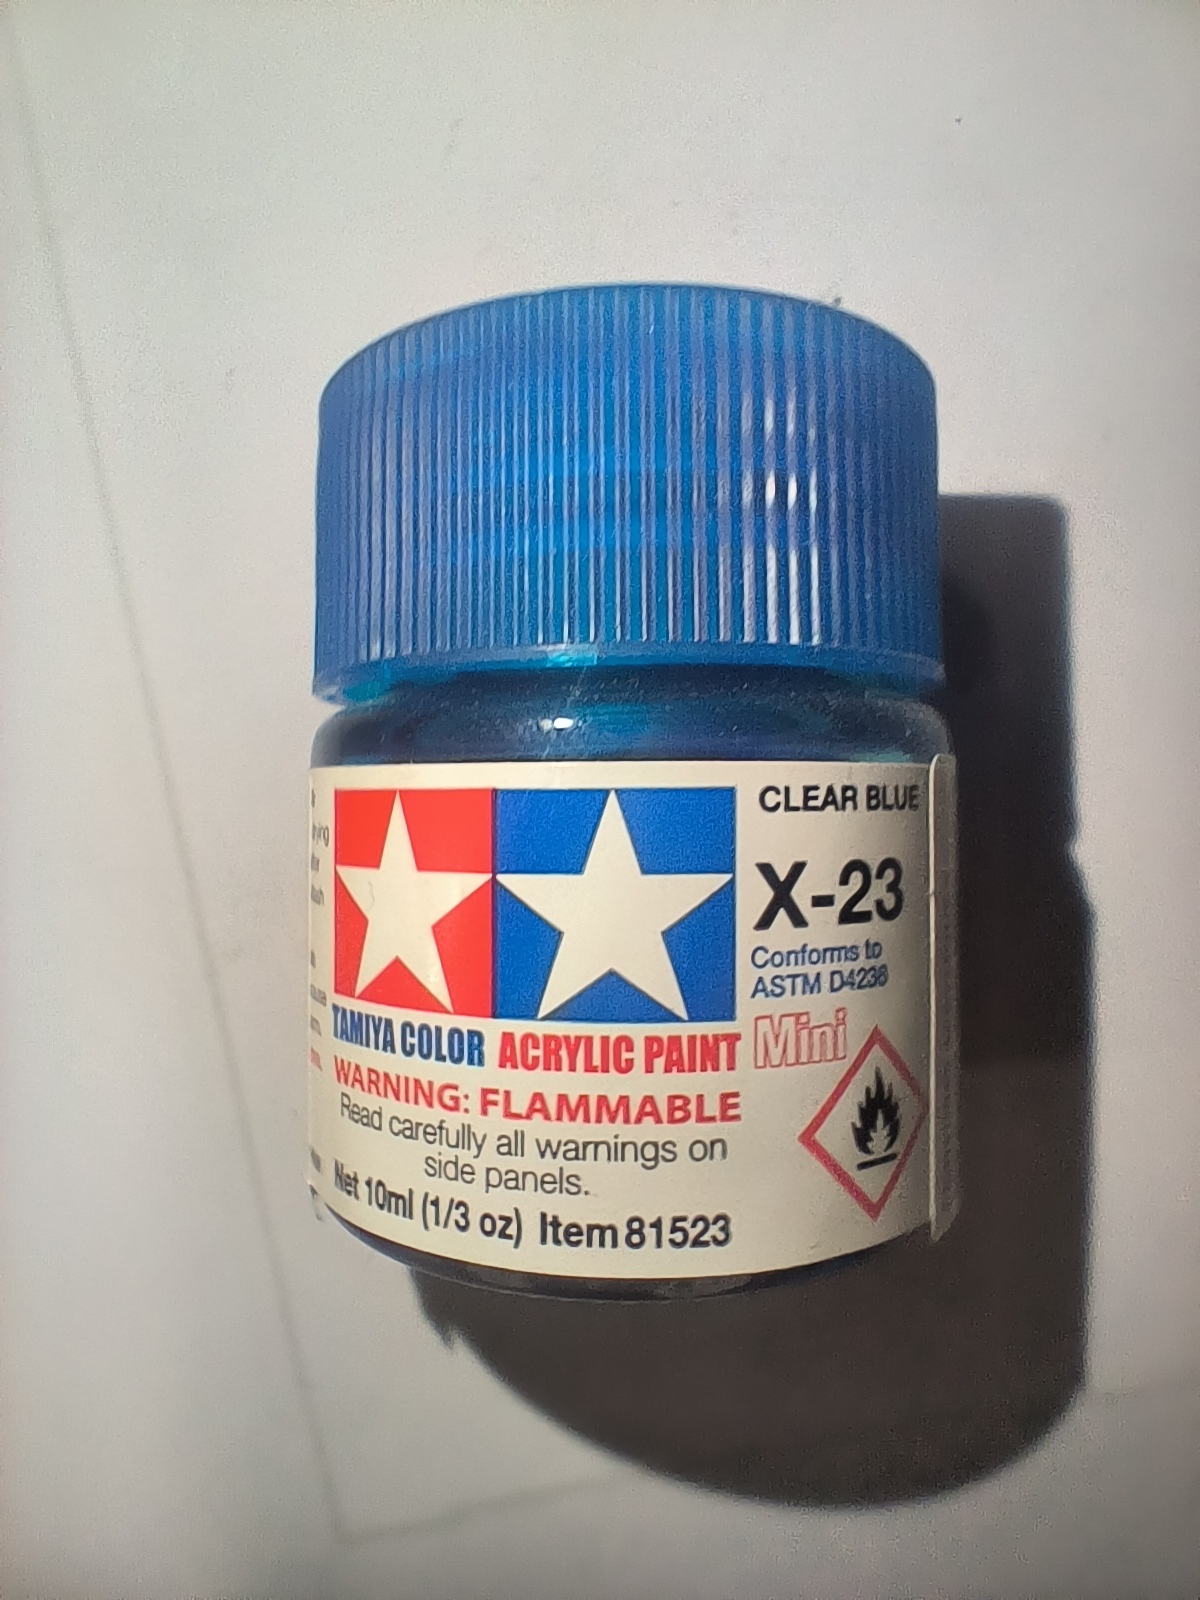 CLEAR BLUE
X-23
Conforms to
ASTM D4236
TAMIYA COLOR ACRYLIC PAINT Mini
WARNING: FLAMMABLE
Read carefully all warnings on
side panels.
Net 10ml (1/3 oz) Item 81523